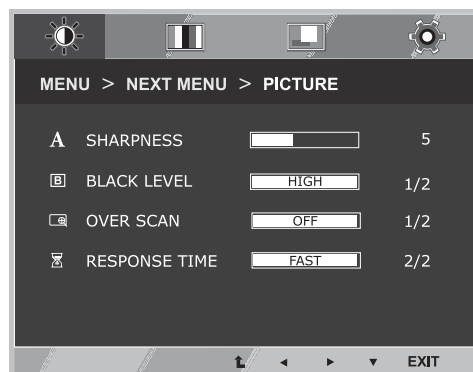 MENU > NEXT MENU > PICTURE
A SHARPNESS 5
B BLACK LEVEL HIGH 1/2
OVER SCAN OFF 1/2
RESPONSE TIME FAST 2/2
EXIT